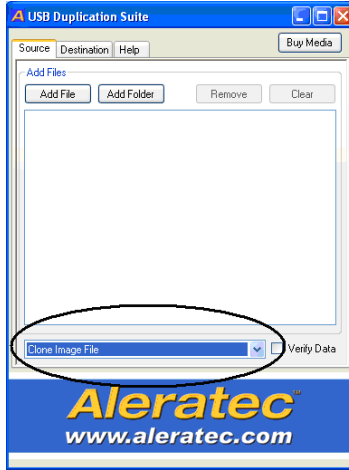 A USB Duplication Suite
Source Destination Help Buy Media
Add Files
Add File Add Folder Remove Clear
Clone Image File Verify Data
Aleratec™
www.aleratec.com